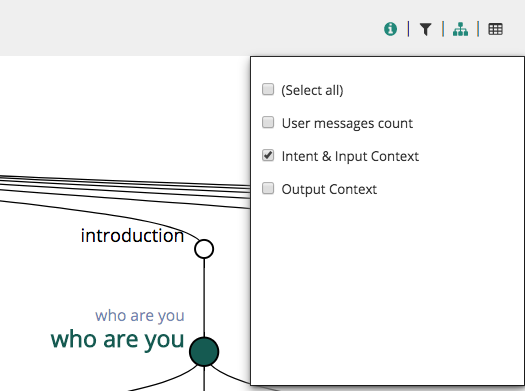 (Select all)
User messages count
Intent & Input Context
Output Context
introduction
who are you
who are you